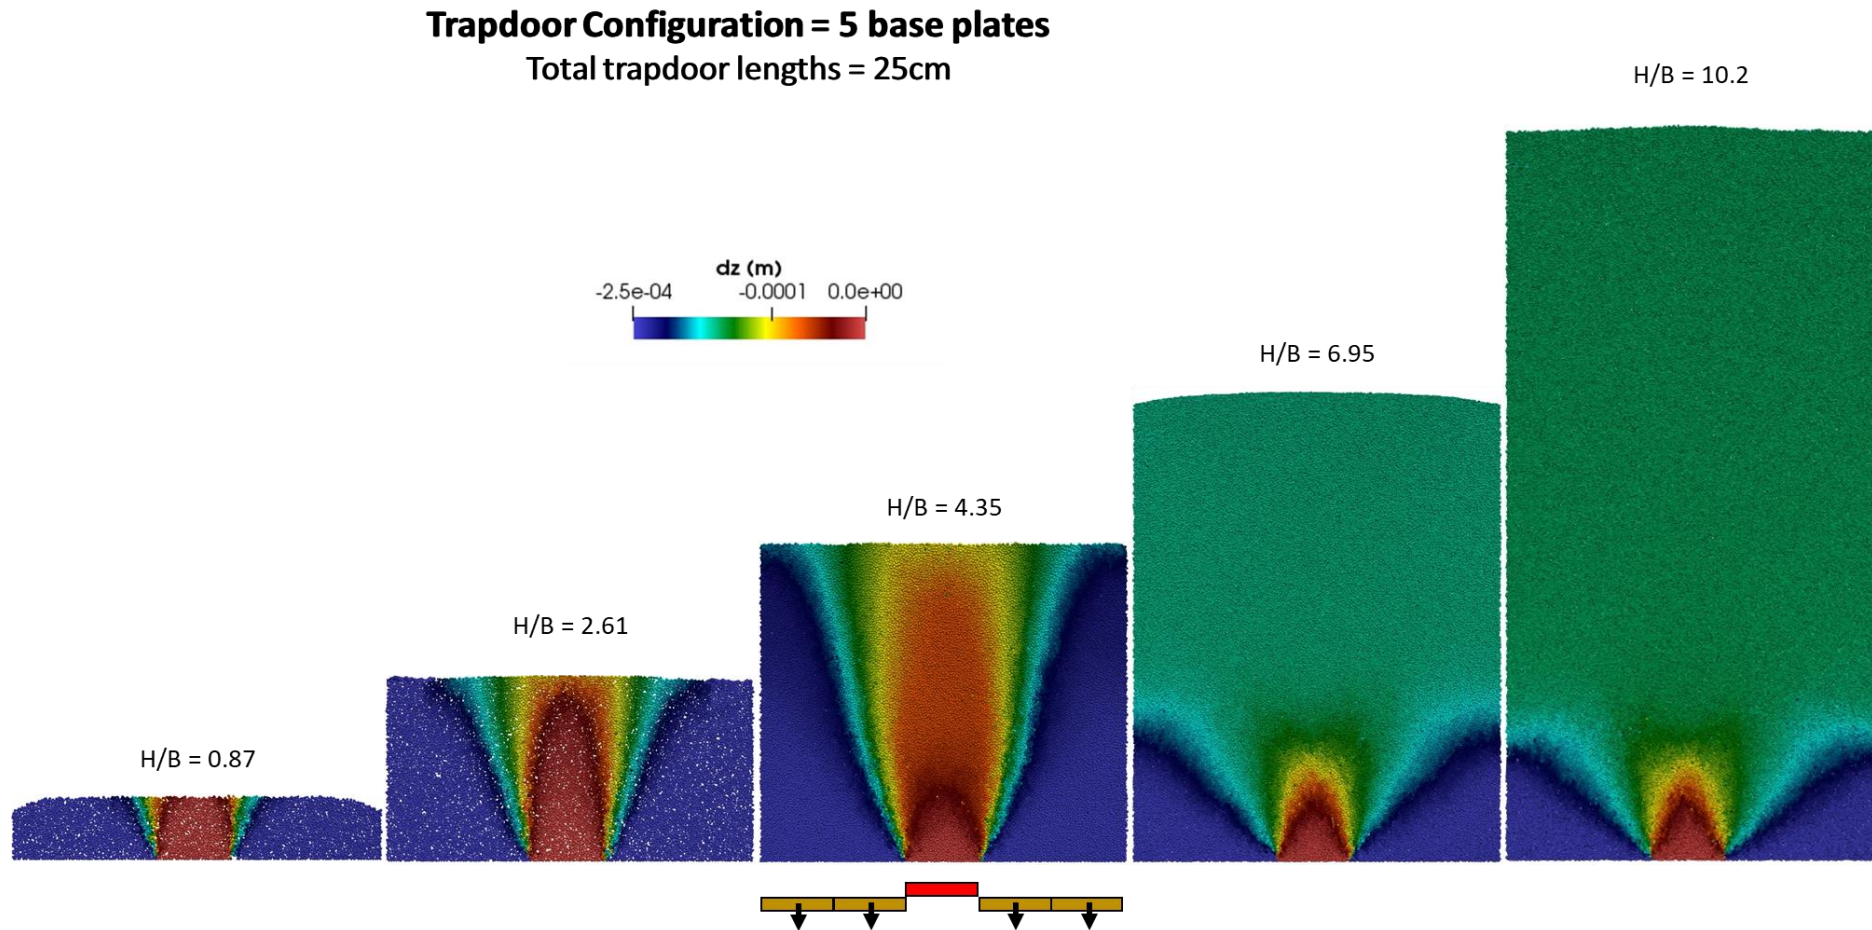 Trapdoor Configuration = 5 base plates
Total trapdoor lengths = 25cm
H/B = 10.2
dz (m)
-2.5e-04 -0.0001 0.0e+00
H/B = 6.95
H/B = 4.35
H/B = 2.61
H/B = 0.87